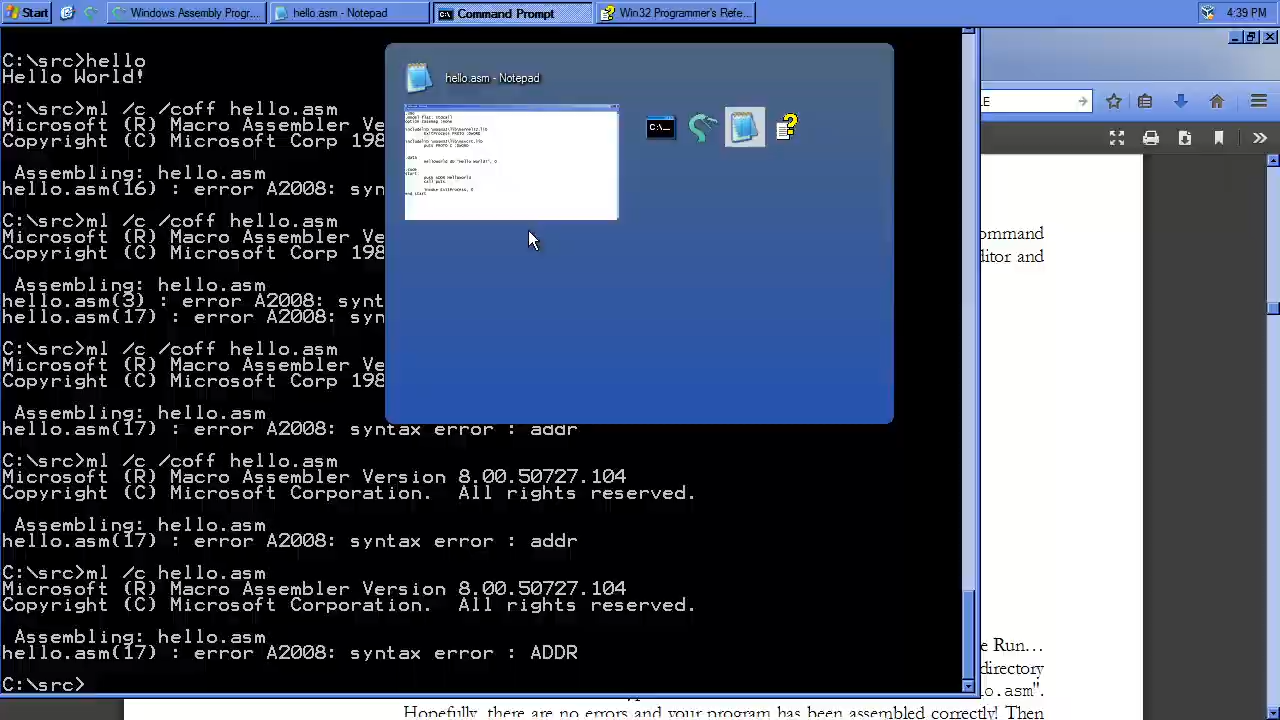 Start
Windows Assembly Progr...
hello.asm - Notepad
Command Prompt
Win32 Programmer's Refe...
4:39 PM
C:\src>hello
Hello World!
C:\src>ml /c /coff hello.asm
Microsoft (R) Macro Assembler
Copyright (C) Microsoft Corp 198
Assembling: hello.asm
hello.asm(16) : error A2008: syn
C:\src>ml /c /coff hello.asm
Microsoft (R) Macro Assembler
Copyright (C) Microsoft Corp 198
Assembling: hello.asm
hello.asm(3) : error A2008: synt
hello.asm(17) : error A2008: syn
C:\src>ml /c /coff hello.asm
Microsoft (R) Macro Assembler
Copyright (C) Microsoft Corp 198
Assembling: hello.asm
hello.asm(17) : error A2008: syntax error : addr
C:\src>ml /c /coff hello.asm
Microsoft (R) Macro Assembler Version 8.00.50727.104
Copyright (C) Microsoft Corporation.  All rights reserved.
Assembling: hello.asm
hello.asm(17) : error A2008: syntax error : addr
C:\src>ml /c /coff hello.asm
Microsoft (R) Macro Assembler Version 8.00.50727.104
Copyright (C) Microsoft Corporation.  All rights reserved.
Assembling: hello.asm
hello.asm(17) : error A2008: syntax error : ADDR
C:\src>
hello.asm - Notepad
C:\...
ommand
ditor and
e Run…
directory
lo.asm".
Hopefully, there are no errors and your program has been assembled correctly! Then